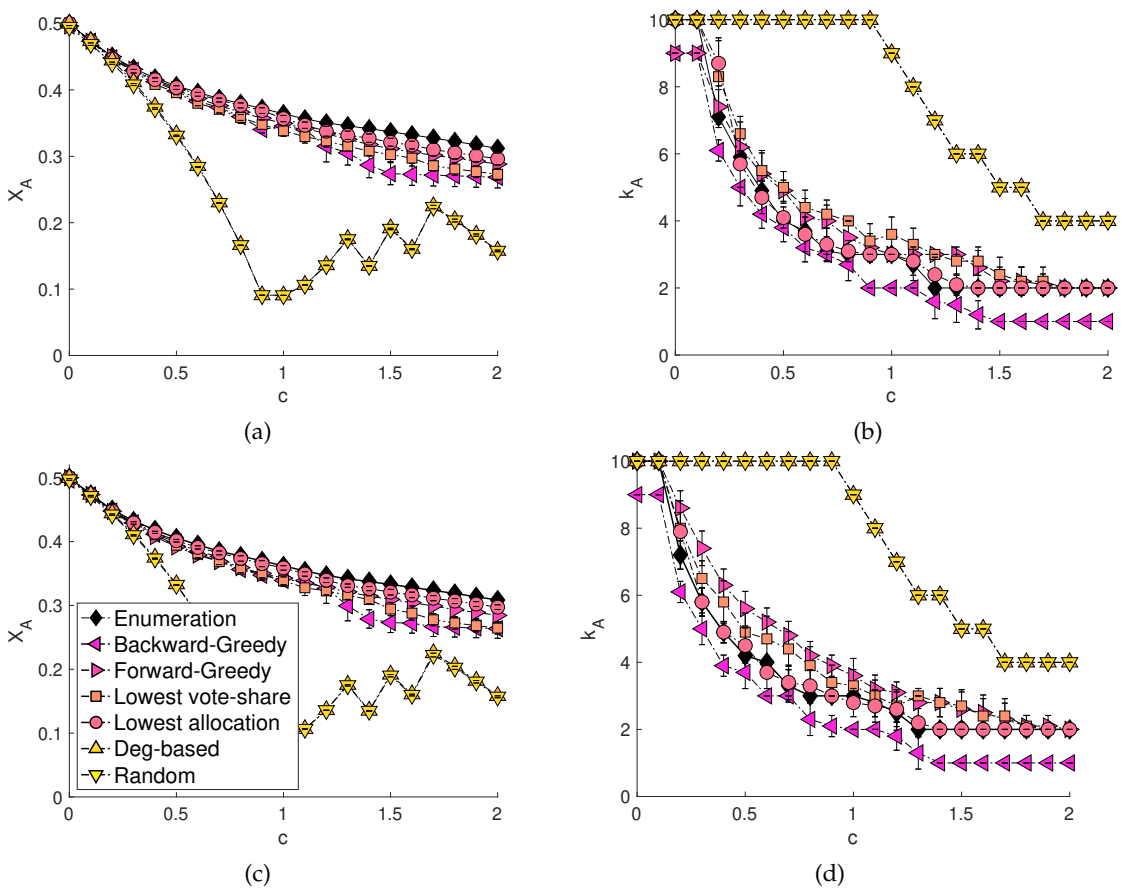 0.5
0.4
0.3
0.2
0.1
0
X_A
0 0.5 1 1.5 2
c
(a)
10
8
6
4
2
0
k_A
0 0.5 1 1.5 2
c
(b)
0.5
0.4
0.3
0.2
0.1
0
X_A
Enumeration
Backward-Greedy
Forward-Greedy
Lowest vote-share
Lowest allocation
Deg-based
Random
0 0.5 1 1.5 2
c
(c)
10
8
6
4
2
0
k_A
0 0.5 1 1.5 2
c
(d)